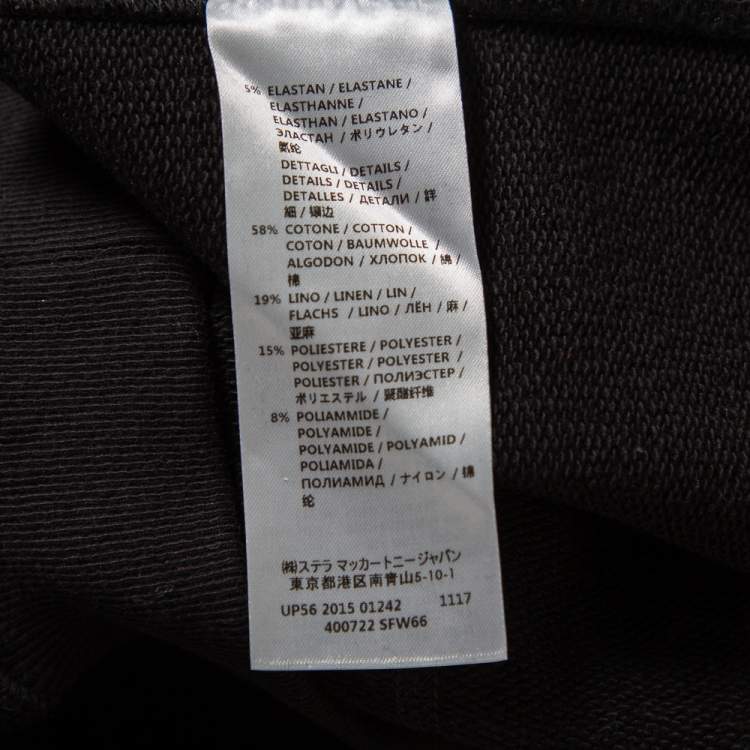 5% ELASTAN / ELASTANE /
ELASTHANNE /
ELASTHAN / ELASTANO /
ЭЛАСТАН / ポリウレタン /
氨纶
DETTAGLI / DETAILS /
DETAILS / DETAILS /
DETALLES / ДЕТАЛИ / 詳
細 / 镶边
58% COTONE / COTTON /
COTON / BAUMWOLLE /
ALGODON / ХЛОПОК / 綿 /
棉
19% LINO / LINEN / LIN /
FLACHS / LINO / ЛЁН / 麻 /
亚麻
15% POLIESTERE / POLYESTER /
POLYESTER / POLYESTER /
POLIESTER / ПОЛИЭСТЕР /
ポリエステル / 聚酯纤维
8% POLIAMMIDE /
POLYAMIDE /
POLYAMIDE / POLYAMID /
POLIAMIDA /
ПОЛИАМИД / ナイロン / 锦
纶
㈱ステラ マッカートニージャパン
東京都港区南青山5-10-1
UP56 2015 01242 1117
400722 SFW66